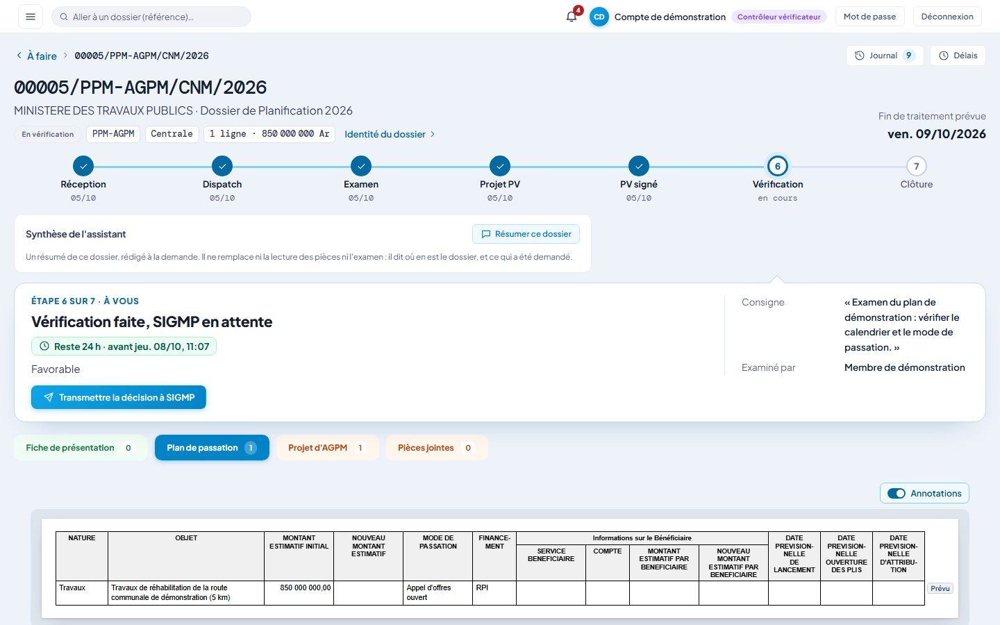 Aller à un dossier (référence)...
4
CD
Compte de démonstration
Contrôleur vérificateur
Mot de passe
Déconnexion
À faire
00005/PPM-AGPM/CNM/2026
Journal 9
Délais
00005/PPM-AGPM/CNM/2026
MINISTERE DES TRAVAUX PUBLICS · Dossier de Planification 2026
Fin de traitement prévue
ven. 09/10/2026
En vérification
PPM-AGPM
Centrale
1 ligne · 850 000 000 Ar
Identité du dossier
6
7
Réception
Dispatch
Examen
Projet PV
PV signé
Vérification
Clôture
05/10
05/10
05/10
05/10
05/10
en cours
Synthèse de l'assistant
Résumer ce dossier
Un résumé de ce dossier, rédigé à la demande. Il ne remplace ni la lecture des pièces ni l'examen : il dit où en est le dossier, et ce qui a été demandé.
ÉTAPE 6 SUR 7 · À VOUS
Vérification faite, SIGMP en attente
Reste 24 h · avant jeu. 08/10, 11:07
Favorable
Transmettre la décision à SIGMP
Consigne
« Examen du plan de
démonstration : vérifier le
calendrier et le mode de
passation. »
Examiné par
Membre de démonstration
Fiche de présentation 0
Plan de passation 1
Projet d'AGPM 1
Pièces jointes 0
Annotations
NATURE
OBJET
MONTANT
ESTIMATIF INITIAL
NOUVEAU
MONTANT
ESTIMATIF
MODE DE
PASSATION
FINANCE-
MENT
Informations sur le Bénéficiaire
SERVICE
BENEFICIAIRE
COMPTE
MONTANT
ESTIMATIF PAR
BENEFICIAIRE
NOUVEAU
MONTANT
ESTIMATIF PAR
BENEFICIAIRE
DATE
PREVISION-
NELLE
DE
LANCEMENT
DATE
PREVISION-
NELLE
OUVERTURE
DES PLIS
DATE
PREVISION-
NELLE
D'ATTRIBU-
TION
Travaux
Travaux de réhabilitation de la route
communale de démonstration (5 km)
850 000 000,00
Appel d'offres
ouvert
RPI
Prévu